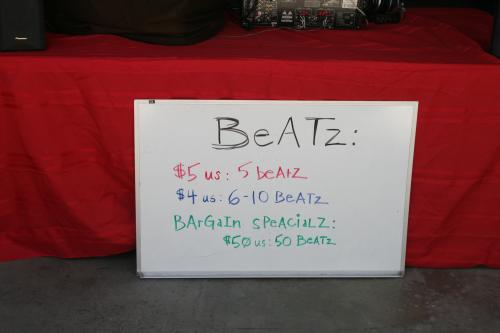 BeATz:
$5 us: 5 beAtZ
$4 us: 6-10 BeATz
BArGaIn SPeACiaLZ:
$50 us: 50 BeATz